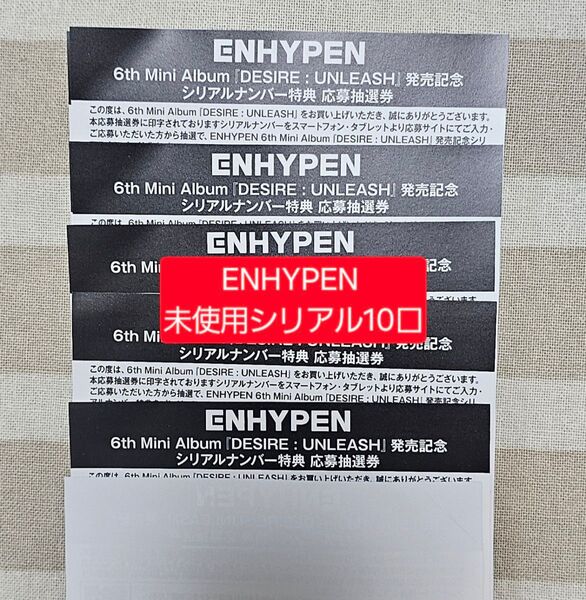 ENHYPEN
6th Mini Album『DESIRE : UNLEASH』発売記念
シリアルナンバー特典 応募抽選券
この度は、6th Mini Album『DESIRE : UNLEASH』をお買い上げいただき、誠にありがとうございます。
本応募抽選券に印字されておりますシリアルナンバーをスマートフォン・タブレットより応募サイトにてご入力・
ご応募いただいた方から抽選で、ENHYPEN 6th Mini Album『DESIRE : UNLEASH』発売記念シリ
ENHYPEN
6th Mini Album『DESIRE : UNLEASH』発売記念
シリアルナンバー特典 応募抽選券
ENHYPEN
6th Mi 念
ENHYPEN
未使用シリアル10口
シリアルナンバー特典 応募抽選券
この度は、6th Mini Album『DESIRE : UNLEASH』をお買い上げいただき、誠にありがとうございます。
本応募抽選券に印字されておりますシリアルナンバーをスマートフォン・タブレットより応募サイトにてご入力・
ご応募いただいた方から抽選で、ENHYPEN 6th Mini Album『DESIRE : UNLEASH』発売記念シリ
ENHYPEN
6th Mini Album『DESIRE : UNLEASH』発売記念
シリアルナンバー特典 応募抽選券
この度は、6th Mini Album『DESIRE : UNLEASH』をお買い上げいただき、誠にありがとうございます。